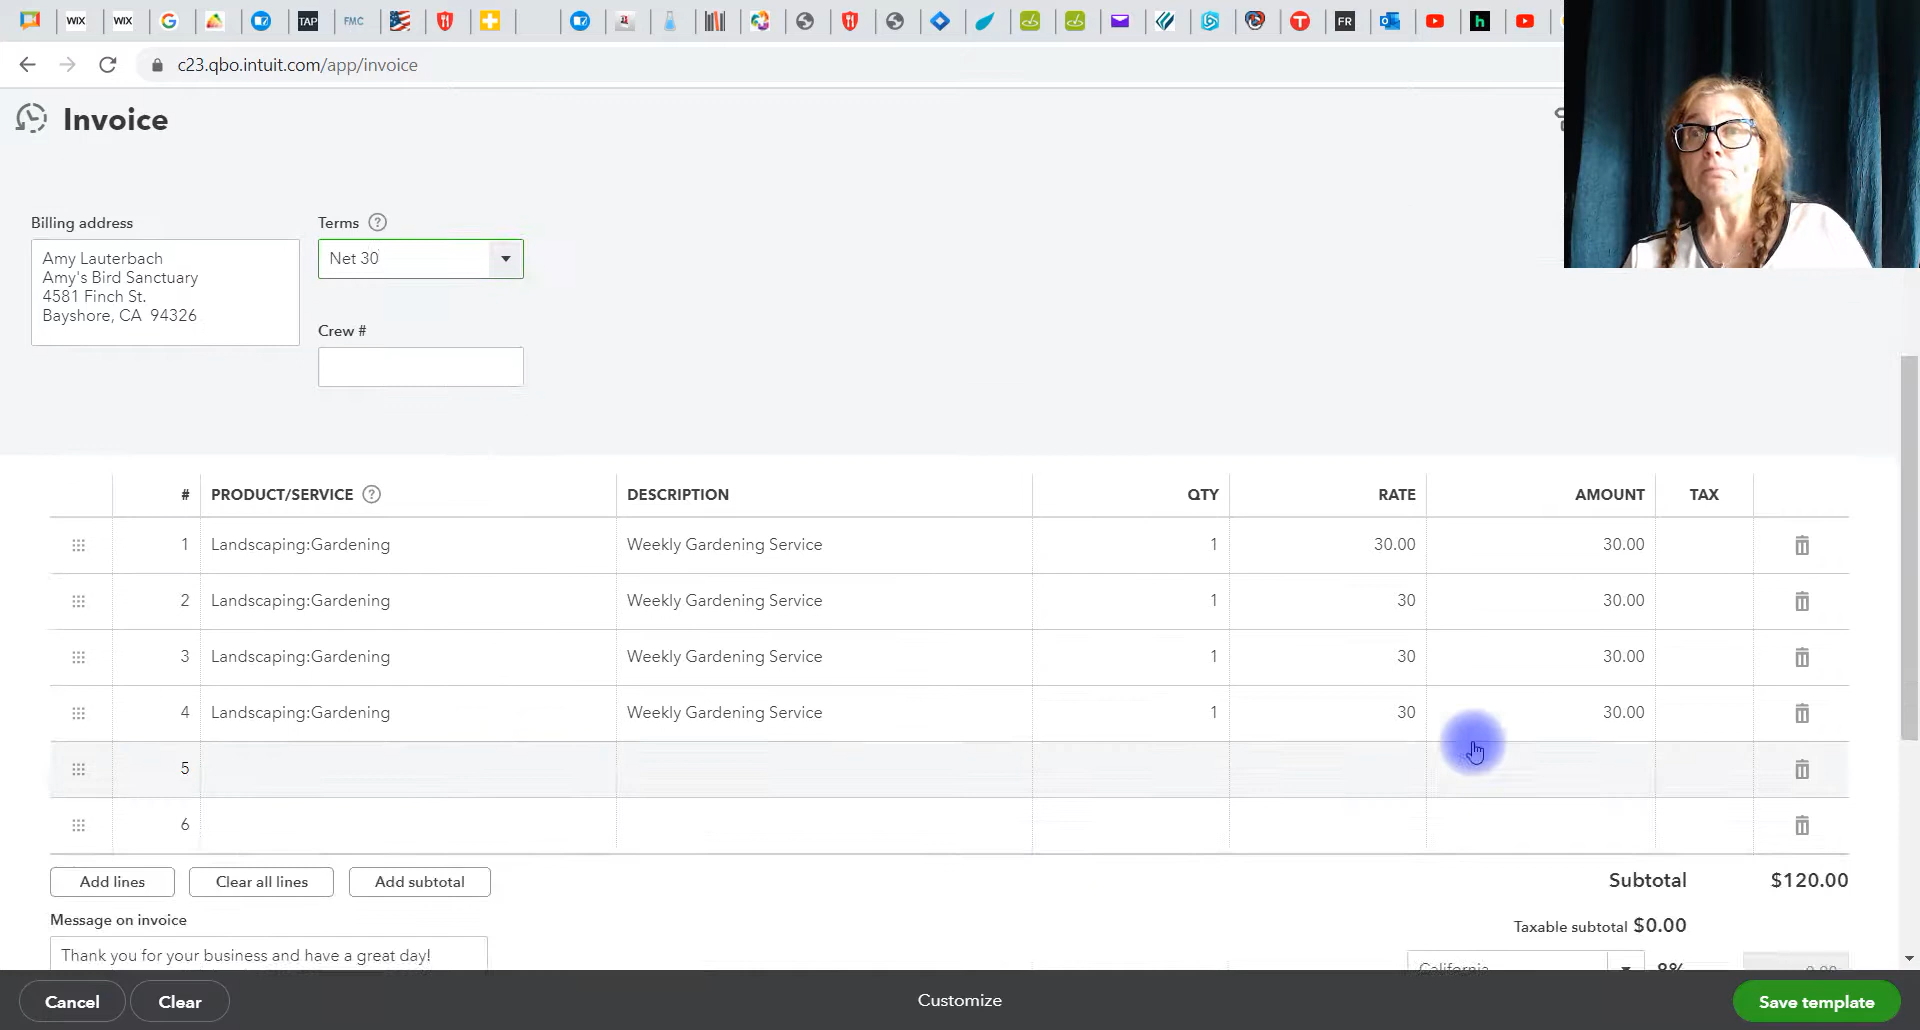 WIX
WIX
TAP
FMC
FR
h
c23.qbo.intuit.com/app/invoice
Invoice
Billing address
Terms ?
Amy Lauterbach
Amy's Bird Sanctuary
4581 Finch St.
Bayshore, CA 94326
Net 30
Crew #
# PRODUCT/SERVICE ? DESCRIPTION QTY RATE AMOUNT TAX
1 Landscaping:Gardening Weekly Gardening Service 1 30.00 30.00
2 Landscaping:Gardening Weekly Gardening Service 1 30 30.00
3 Landscaping:Gardening Weekly Gardening Service 1 30 30.00
4 Landscaping:Gardening Weekly Gardening Service 1 30 30.00
5
6
Add lines Clear all lines Add subtotal Subtotal $120.00
Message on invoice
Taxable subtotal $0.00
Thank you for your business and have a great day!
California 8%
Cancel Clear Customize Save template